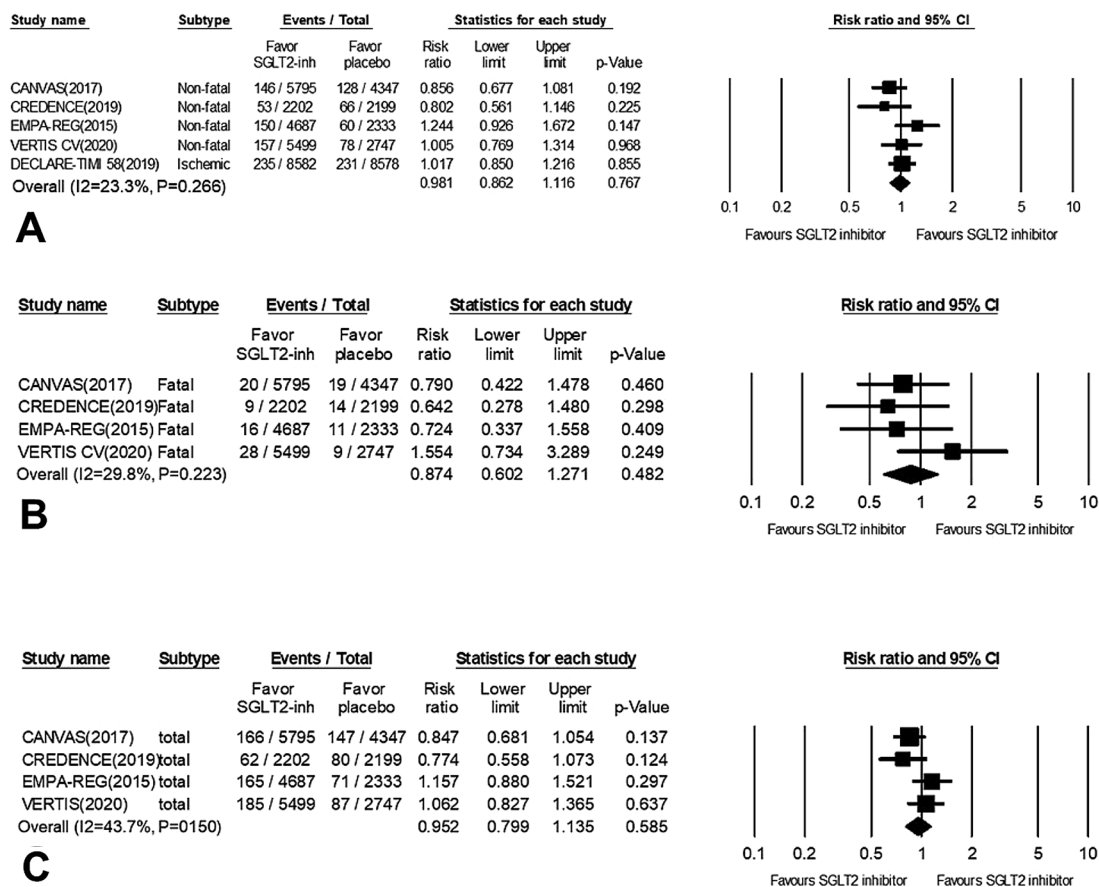 Study name Subtype Events / Total Statistics for each study Risk ratio and 95% CI
Favor SGLT2-inh Favor placebo Risk ratio Lower limit Upper limit p-Value
CANVAS(2017) Non-fatal 146 / 5795 128 / 4347 0.856 0.677 1.081 0.192
CREDENCE(2019) Non-fatal 53 / 2202 66 / 2199 0.802 0.561 1.146 0.225
EMPA-REG(2015) Non-fatal 150 / 4687 60 / 2333 1.244 0.926 1.672 0.147
VERTIS CV(2020) Non-fatal 157 / 5499 78 / 2747 1.005 0.769 1.314 0.968
DECLARE-TIMI 58(2019) Ischemic 235 / 8582 231 / 8578 1.017 0.850 1.216 0.855
Overall (I2=23.3%, P=0.266) 0.981 0.862 1.116 0.767
0.1 0.2 0.5 1 2 5 10
Favours SGLT2 inhibitor Favours SGLT2 inhibitor
A
Study name Subtype Events / Total Statistics for each study Risk ratio and 95% CI
Favor SGLT2-inh Favor placebo Risk ratio Lower limit Upper limit p-Value
CANVAS(2017) Fatal 20 / 5795 19 / 4347 0.790 0.422 1.478 0.460
CREDENCE(2019)Fatal 9 / 2202 14 / 2199 0.642 0.278 1.480 0.298
EMPA-REG(2015) Fatal 16 / 4687 11 / 2333 0.724 0.337 1.558 0.409
VERTIS CV(2020) Fatal 28 / 5499 9 / 2747 1.554 0.734 3.289 0.249
Overall (I2=29.8%, P=0.223) 0.874 0.602 1.271 0.482
0.1 0.2 0.5 1 2 5 10
Favours SGLT2 inhibitor Favours SGLT2 inhibitor
B
Study name Subtype Events / Total Statistics for each study Risk ratio and 95% CI
Favor SGLT2-inh Favor placebo Risk ratio Lower limit Upper limit p-Value
CANVAS(2017) total 166 / 5795 147 / 4347 0.847 0.681 1.054 0.137
CREDENCE(2019)total 62 / 2202 80 / 2199 0.774 0.558 1.073 0.124
EMPA-REG(2015) total 165 / 4687 71 / 2333 1.157 0.880 1.521 0.297
VERTIS(2020) total 185 / 5499 87 / 2747 1.062 0.827 1.365 0.637
Overall (I2=43.7%, P=0150) 0.952 0.799 1.135 0.585
0.1 0.2 0.5 1 2 5 10
Favours SGLT2 inhibitor Favours SGLT2 inhibitor
C